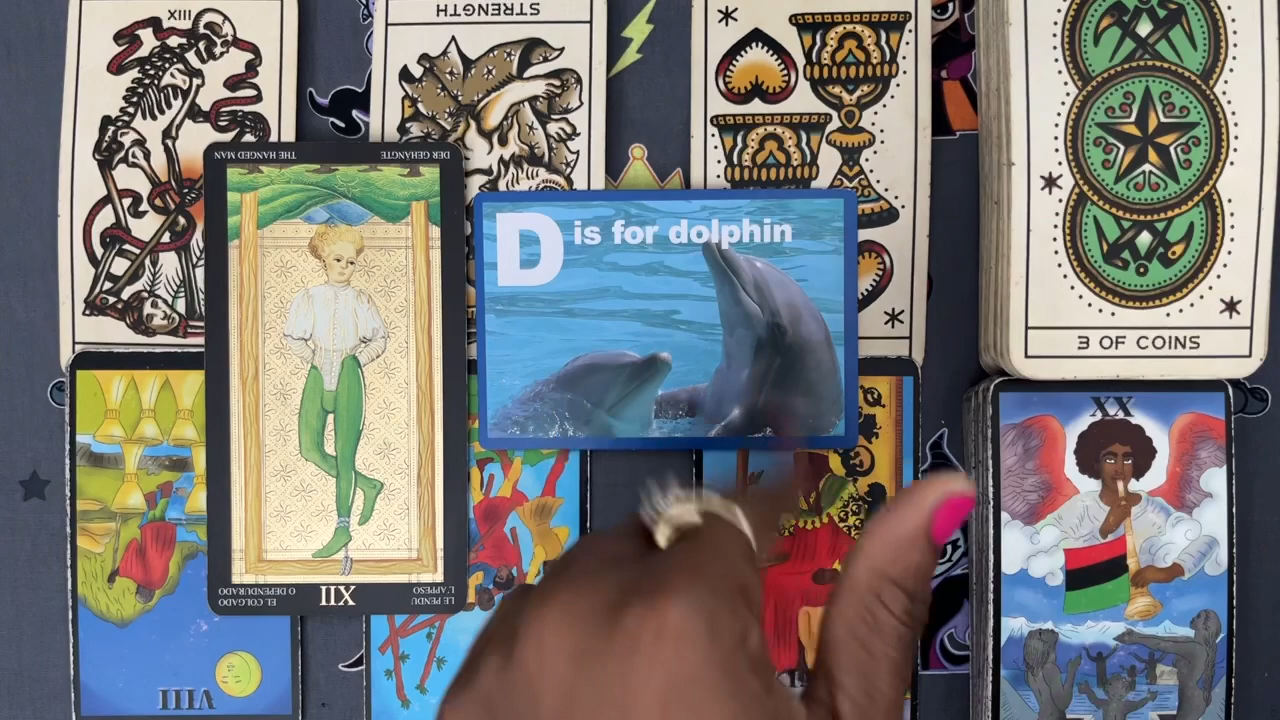 XIII
STRENGTH
THE HANGED MAN
DER GEHÄNGTE
D is for dolphin
3 OF COINS
XX
XII
EL COLGADO
O DEPENDURADO
LE PENDU
L'APPESO
VIII